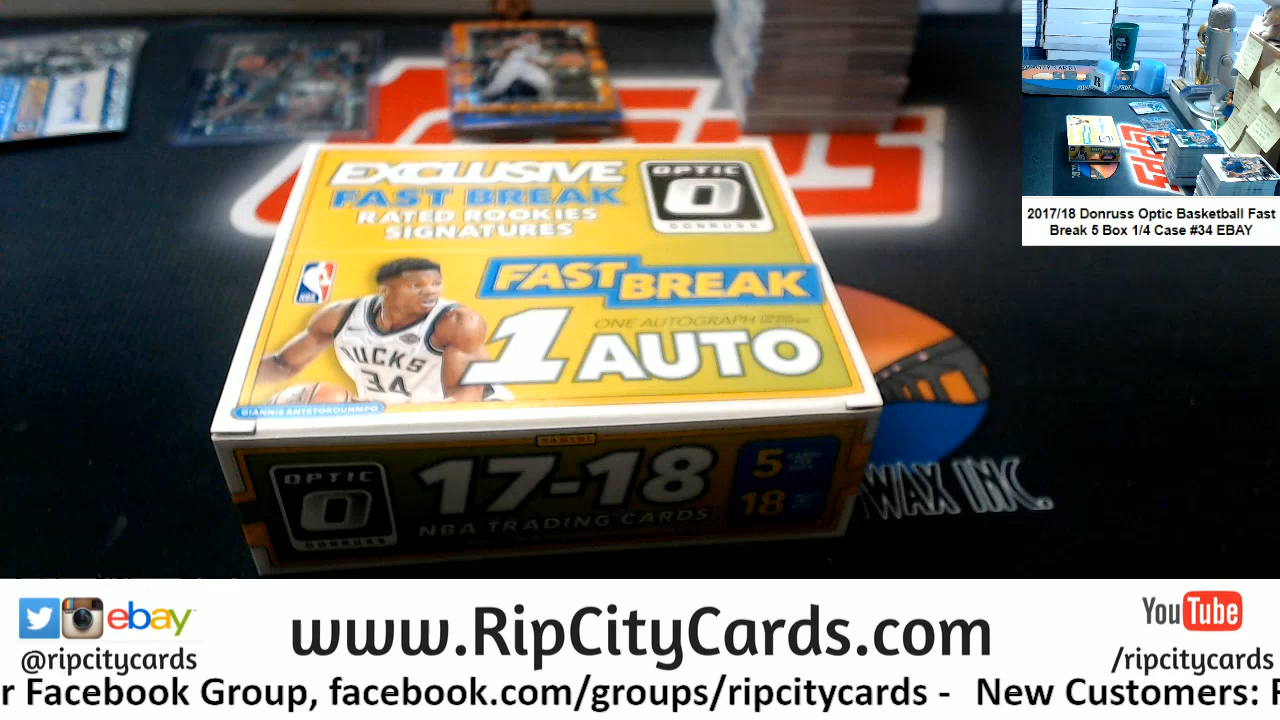 EXCLUSIVE
FAST BREAK
RATED ROOKIES
SIGNATURES
OPTIC
DONRUSS
NBA
FAST BREAK
ONE AUTOGRAPH
1 AUTO
BUCKS
34
GIANNIS ANTETOKOUNMPO
PANINI
OPTIC
DONRUSS
17-18
NBA TRADING CARDS
5
18
WAX INC.
2017/18 Donruss Optic Basketball Fast
Break 5 Box 1/4 Case #34 EBAY
ebay
@ripcitycards
www.RipCityCards.com
YouTube
/ripcitycards
r Facebook Group, facebook.com/groups/ripcitycards - New Customers: